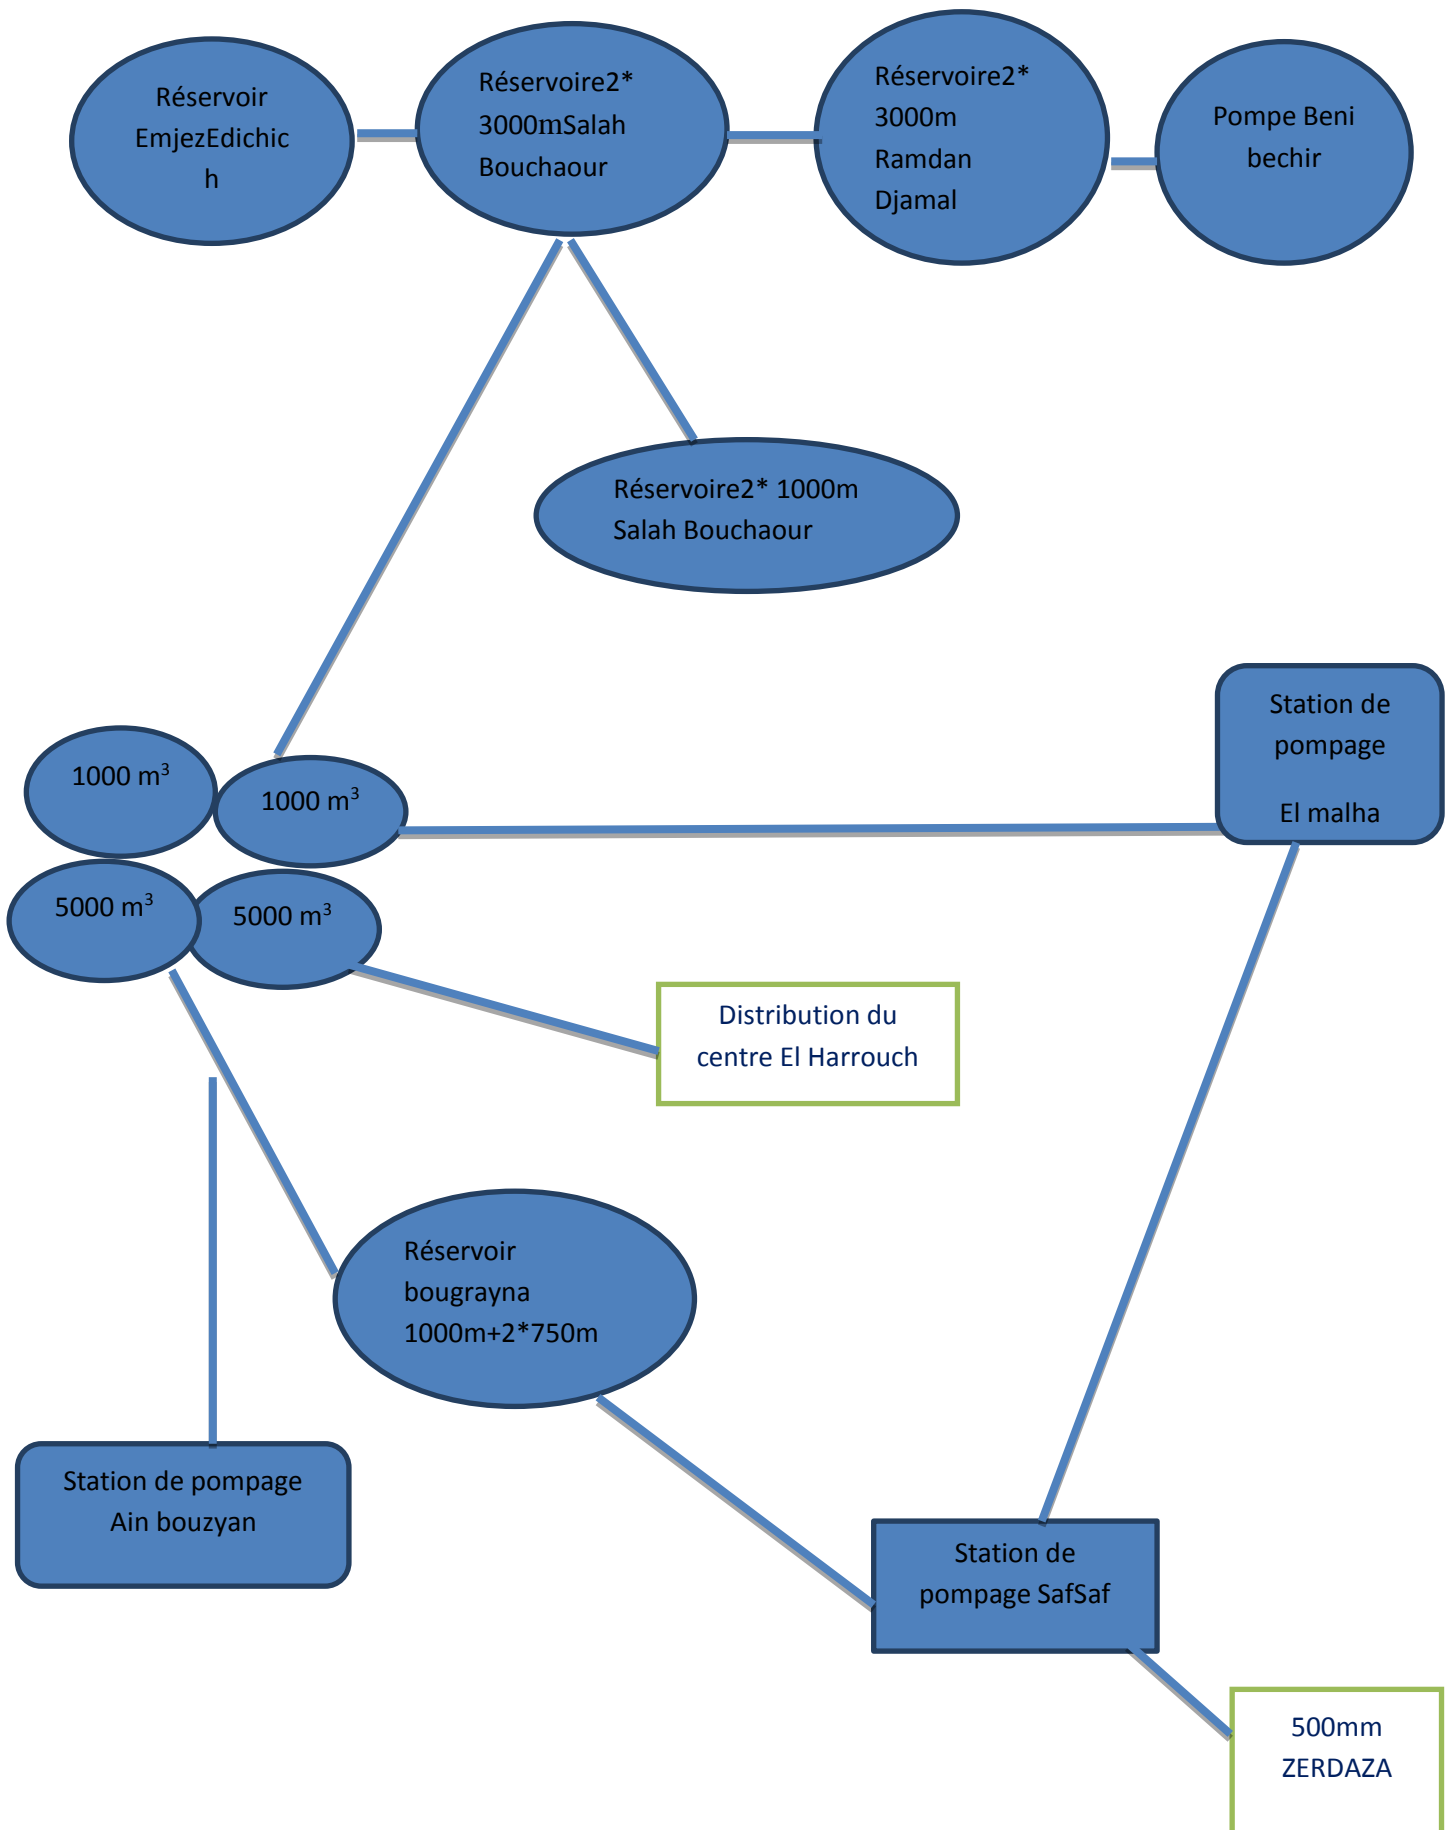 Réservoir
EmjezEdichic
h
Réservoire2*
3000mSalah
Bouchaour
Réservoire2*
3000m
Ramdan
Djamal
Pompe Beni
bechir
Réservoire2* 1000m
Salah Bouchaour
Station de
pompage
El malha
1000 m³
1000 m³
5000 m³
5000 m³
Distribution du
centre El Harrouch
Réservoir
bougrayna
1000m+2*750m
Station de pompage
Ain bouzyan
Station de
pompage SafSaf
500mm
ZERDAZA